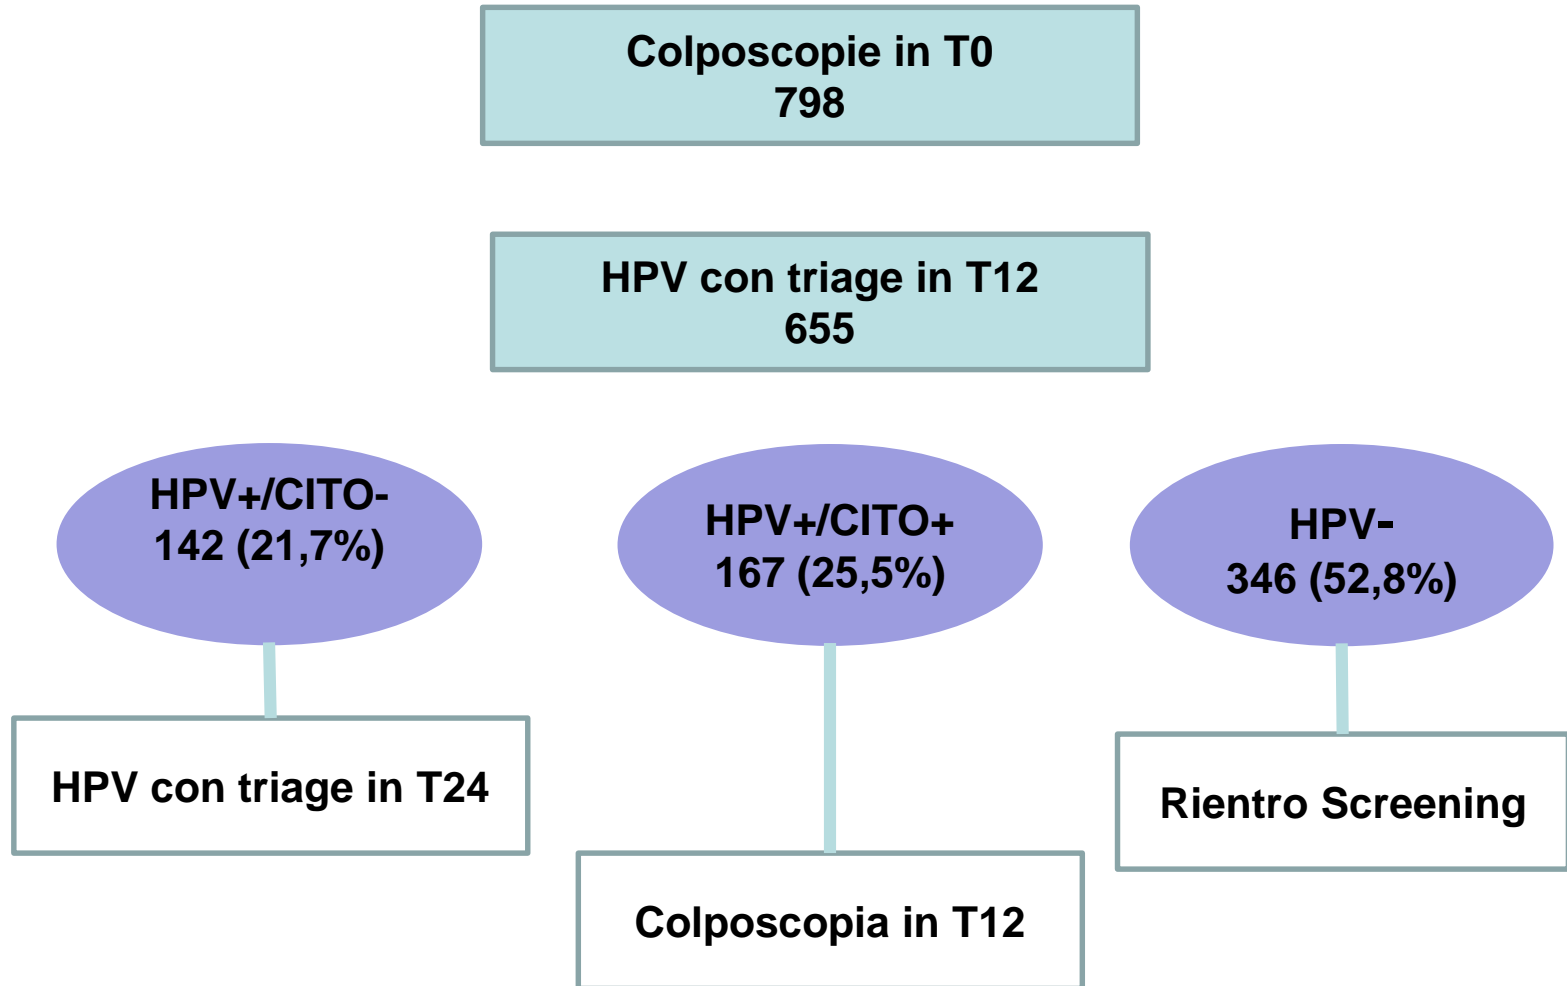 Colposcopie in T0
798
HPV con triage in T12
655
HPV+/CITO-
142 (21,7%)
HPV+/CITO+
167 (25,5%)
HPV-
346 (52,8%)
HPV con triage in T24
Rientro Screening
Colposcopia in T12